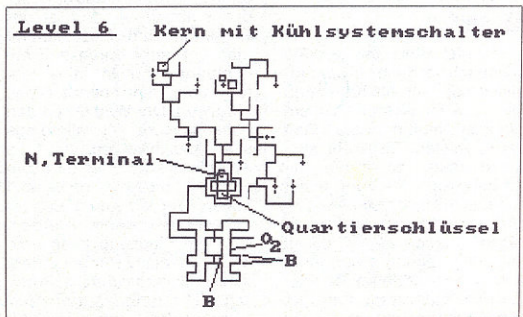 Level 6
Kern mit Kühlsystemschalter
N,Terminal
Quartierschlüssel
O2
B
B